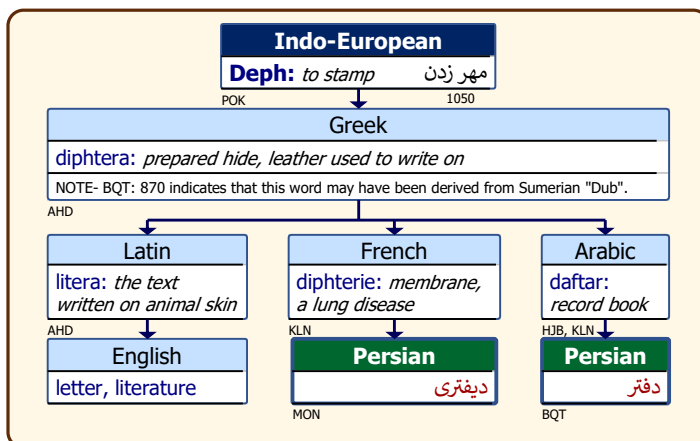 Indo-European
Deph: to stamp مهر زدن
POK 1050
Greek
diphtera: prepared hide, leather used to write on
NOTE- BQT: 870 indicates that this word may have been derived from Sumerian "Dub".
AHD
Latin French Arabic
litera: the text diphterie: membrane, daftar:
written on animal skin a lung disease record book
AHD KLN HJB, KLN
English Persian Persian
letter, literature دیفتری دفتر
MON BQT